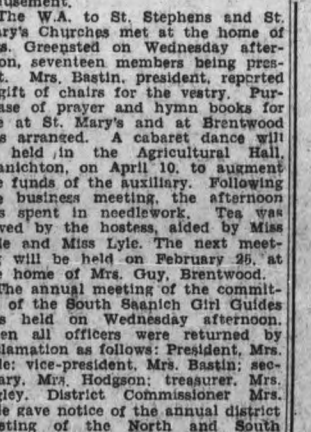 The W.A. to St. Stephens and St.
ry's Churches met at the home of
s. Greensted on Wednesday after-
on, seventeen members being pres-
t. Mrs. Bastin, president, reported
gift of chairs for the vestry. Pur-
ase of prayer and hymn books for
e at St. Mary's and at Brentwood
s arranged. A cabaret dance will
held in the Agricultural Hall,
anichton, on April 10, to augment
e funds of the auxiliary. Following
e business meeting, the afternoon
s spent in needlework. Tea was
ved by the hostess, aided by Miss
le and Miss Lyle. The next meet-
g will be held on February 25, at
e home of Mrs. Guy, Brentwood.
The annual meeting of the commit-
of the South Saanich Girl Guides
s held on Wednesday afternoon,
en all officers were returned by
lamation as follows: President, Mrs.
le; vice-president, Mrs. Bastin; sec-
ary, Mrs. Hodgson; treasurer, Mrs.
gley. District Commissioner Mrs.
le gave notice of the annual district
eting of the North and South